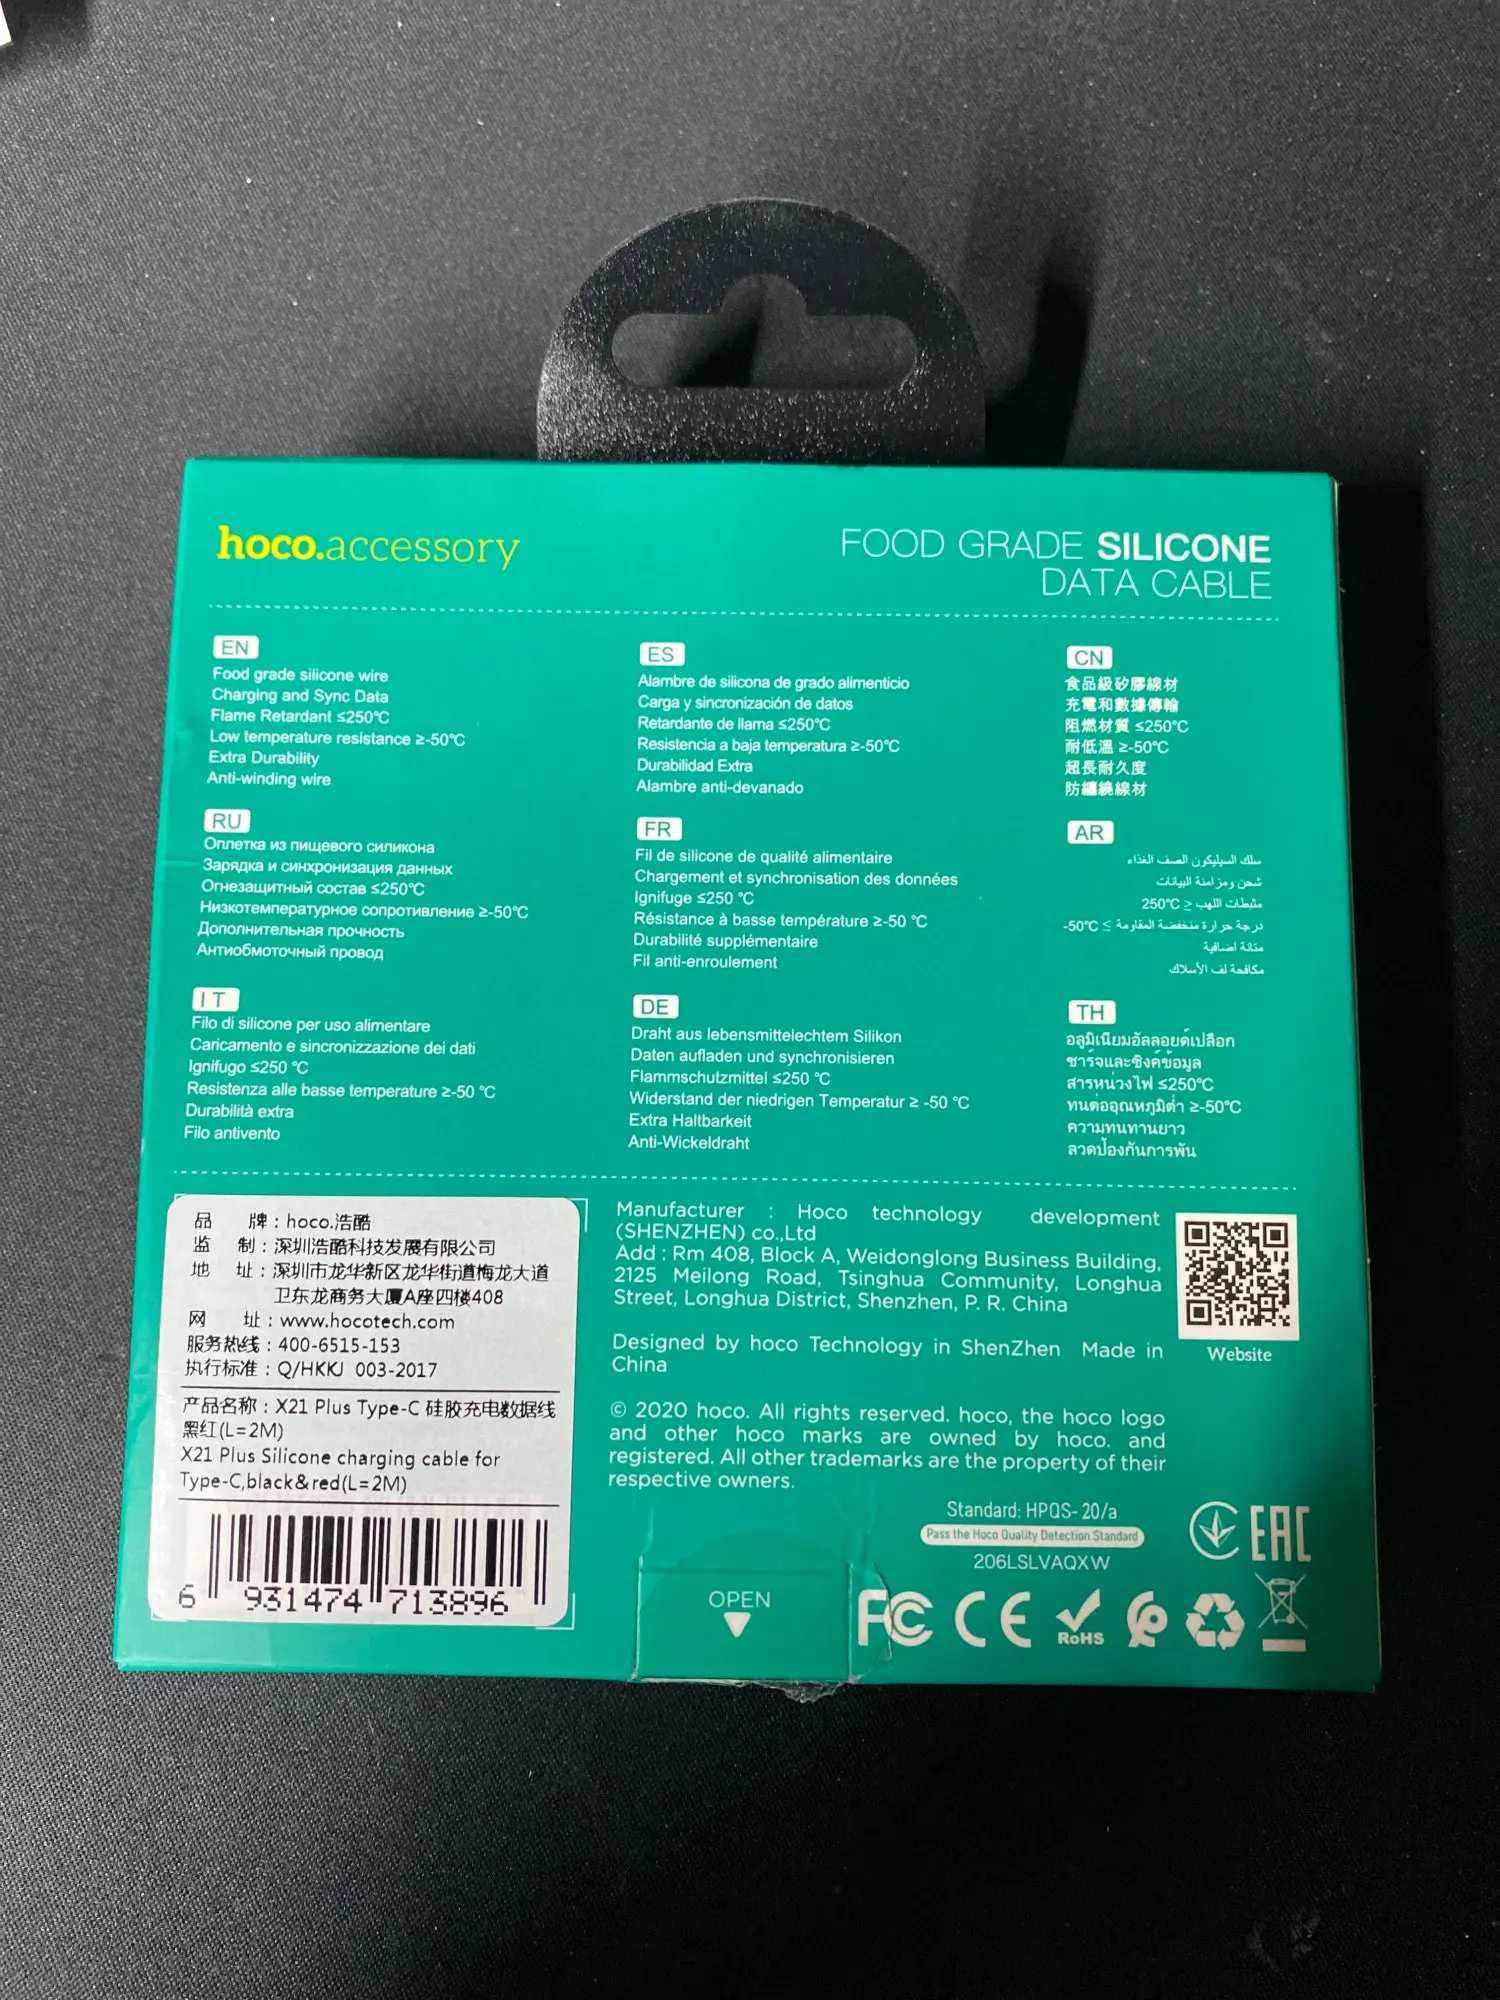 hoco.accessory
FOOD GRADE SILICONE
DATA CABLE
EN
Food grade silicone wire
Charging and Sync Data
Flame Retardant ≤250℃
Low temperature resistance ≥-50℃
Extra Durability
Anti-winding wire
ES
Alambre de silicona de grado alimenticio
Carga y sincronización de datos
Retardante de llama ≤250℃
Resistencia a baja temperatura ≥-50℃
Durabilidad Extra
Alambre anti-devanado
CN
食品級矽膠線材
充電和數據傳輸
阻燃材質 ≤250℃
耐低溫 ≥-50℃
超長耐久度
防纏繞線材
RU
Оплетка из пищевого силикона
Зарядка и синхронизация данных
Огнезащитный состав ≤250℃
Низкотемпературное сопротивление ≥-50℃
Дополнительная прочность
Антиобмоточный провод
FR
Fil de silicone de qualité alimentaire
Chargement et synchronisation des données
Ignifuge ≤250 ℃
Résistance à basse température ≥-50 ℃
Durabilité supplémentaire
Fil anti-enroulement
AR
سلك السيليكون الصف الغذاء
شحن ومزامنة البيانات
مثبطات اللهب ≥ 250℃
درجة حرارة منخفضة المقاومة ≤ -50℃
متانة اضافية
مكافحة لف الأسلاك
IT
Filo di silicone per uso alimentare
Caricamento e sincronizzazione dei dati
Ignifugo ≤250 ℃
Resistenza alle basse temperature ≥-50 ℃
Durabilità extra
Filo antivento
DE
Draht aus lebensmittelechtem Silikon
Daten aufladen und synchronisieren
Flammschutzmittel ≤250 ℃
Widerstand der niedrigen Temperatur ≥ -50 ℃
Extra Haltbarkeit
Anti-Wickeldraht
TH
อลูมิเนียมอัลลอยด์เปลือก
ชาร์จและซิงค์ข้อมูล
สารหน่วงไฟ ≤250℃
ทนต่ออุณหภูมิต่ำ ≥-50℃
ความทนทานยาว
ลวดป้องกันการพัน
品 牌 : hoco.浩酷
监 制 : 深圳浩酷科技发展有限公司
地 址 : 深圳市龙华新区龙华街道梅龙大道
卫东龙商务大厦A座四楼408
网 址 : www.hocotech.com
服务热线 : 400-6515-153
执行标准 : Q/HKKJ 003-2017
产品名称 : X21 Plus Type-C 硅胶充电数据线
黑红(L=2M)
X21 Plus Silicone charging cable for
Type-C,black&red(L=2M)
6 931474 713896
Manufacturer : Hoco technology development
(SHENZHEN) co.,Ltd
Add : Rm 408, Block A, Weidonglong Business Building,
2125 Meilong Road, Tsinghua Community, Longhua
Street, Longhua District, Shenzhen, P. R. China
Designed by hoco Technology in ShenZhen Made in
China
Website
© 2020 hoco. All rights reserved. hoco, the hoco logo
and other hoco marks are owned by hoco. and
registered. All other trademarks are the property of their
respective owners.
Standard: HPQS- 20/a
Pass the Hoco Quality Detection Standard
206LSLVAQXW
EAC
OPEN
FC CE RoHS